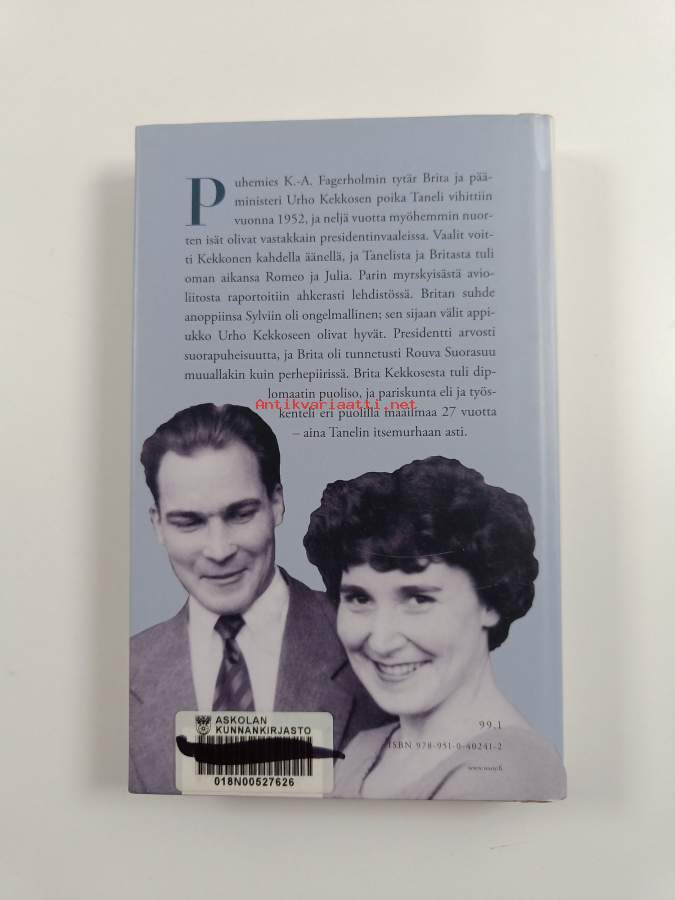 Puhemies K.-A. Fagerholmin tytär Brita ja pää-
ministeri Urho Kekkosen poika Taneli vihittiin
vuonna 1952, ja neljä vuotta myöhemmin nuor-
ten isät olivat vastakkain presidentinvaaleissa. Vaalit voit-
ti Kekkonen kahdella äänellä, ja Tanelista ja Britasta tuli
oman aikansa Romeo ja Julia. Parin myrskyisästä avio-
liitosta raportoitiin ahkerasti lehdistössä. Britan suhde
anoppiinsa Sylviin oli ongelmallinen; sen sijaan välit appi-
ukko Urho Kekkoseen olivat hyvät. Presidentti arvosti
suorapuheisuutta, ja Brita oli tunnetusti Rouva Suorasuu
muuallakin kuin perhepiirissä. Brita Kekkosesta tuli dip-
lomaatin puoliso, ja pariskunta eli ja työs-
Antikvariaatti.net
kenteli eri puolilla maailmaa 27 vuotta
– aina Tanelin itsemurhaan asti.
99.1
ISBN 978-951-0-40241-2
www.wsoy.fi
ASKOLAN
KUNNANKIRJASTO
018N00527626